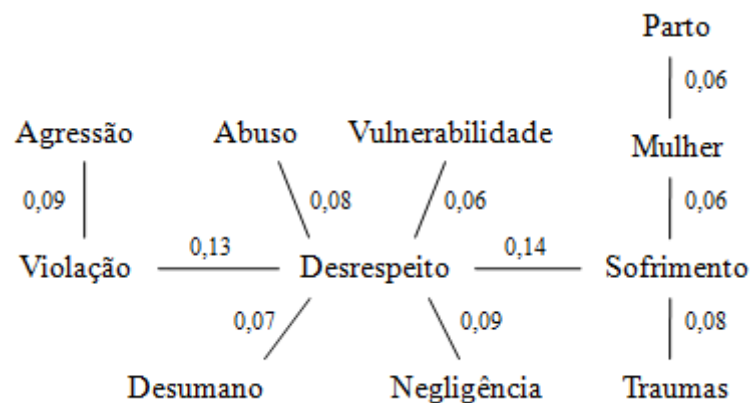 Parto
0,06
Agressão Abuso Vulnerabilidade Mulher
0,09 0,08 0,06 0,06
0,13 0,14
Violação Desrespeito Sofrimento
0,07 0,09 0,08
Desumano Negligência Traumas